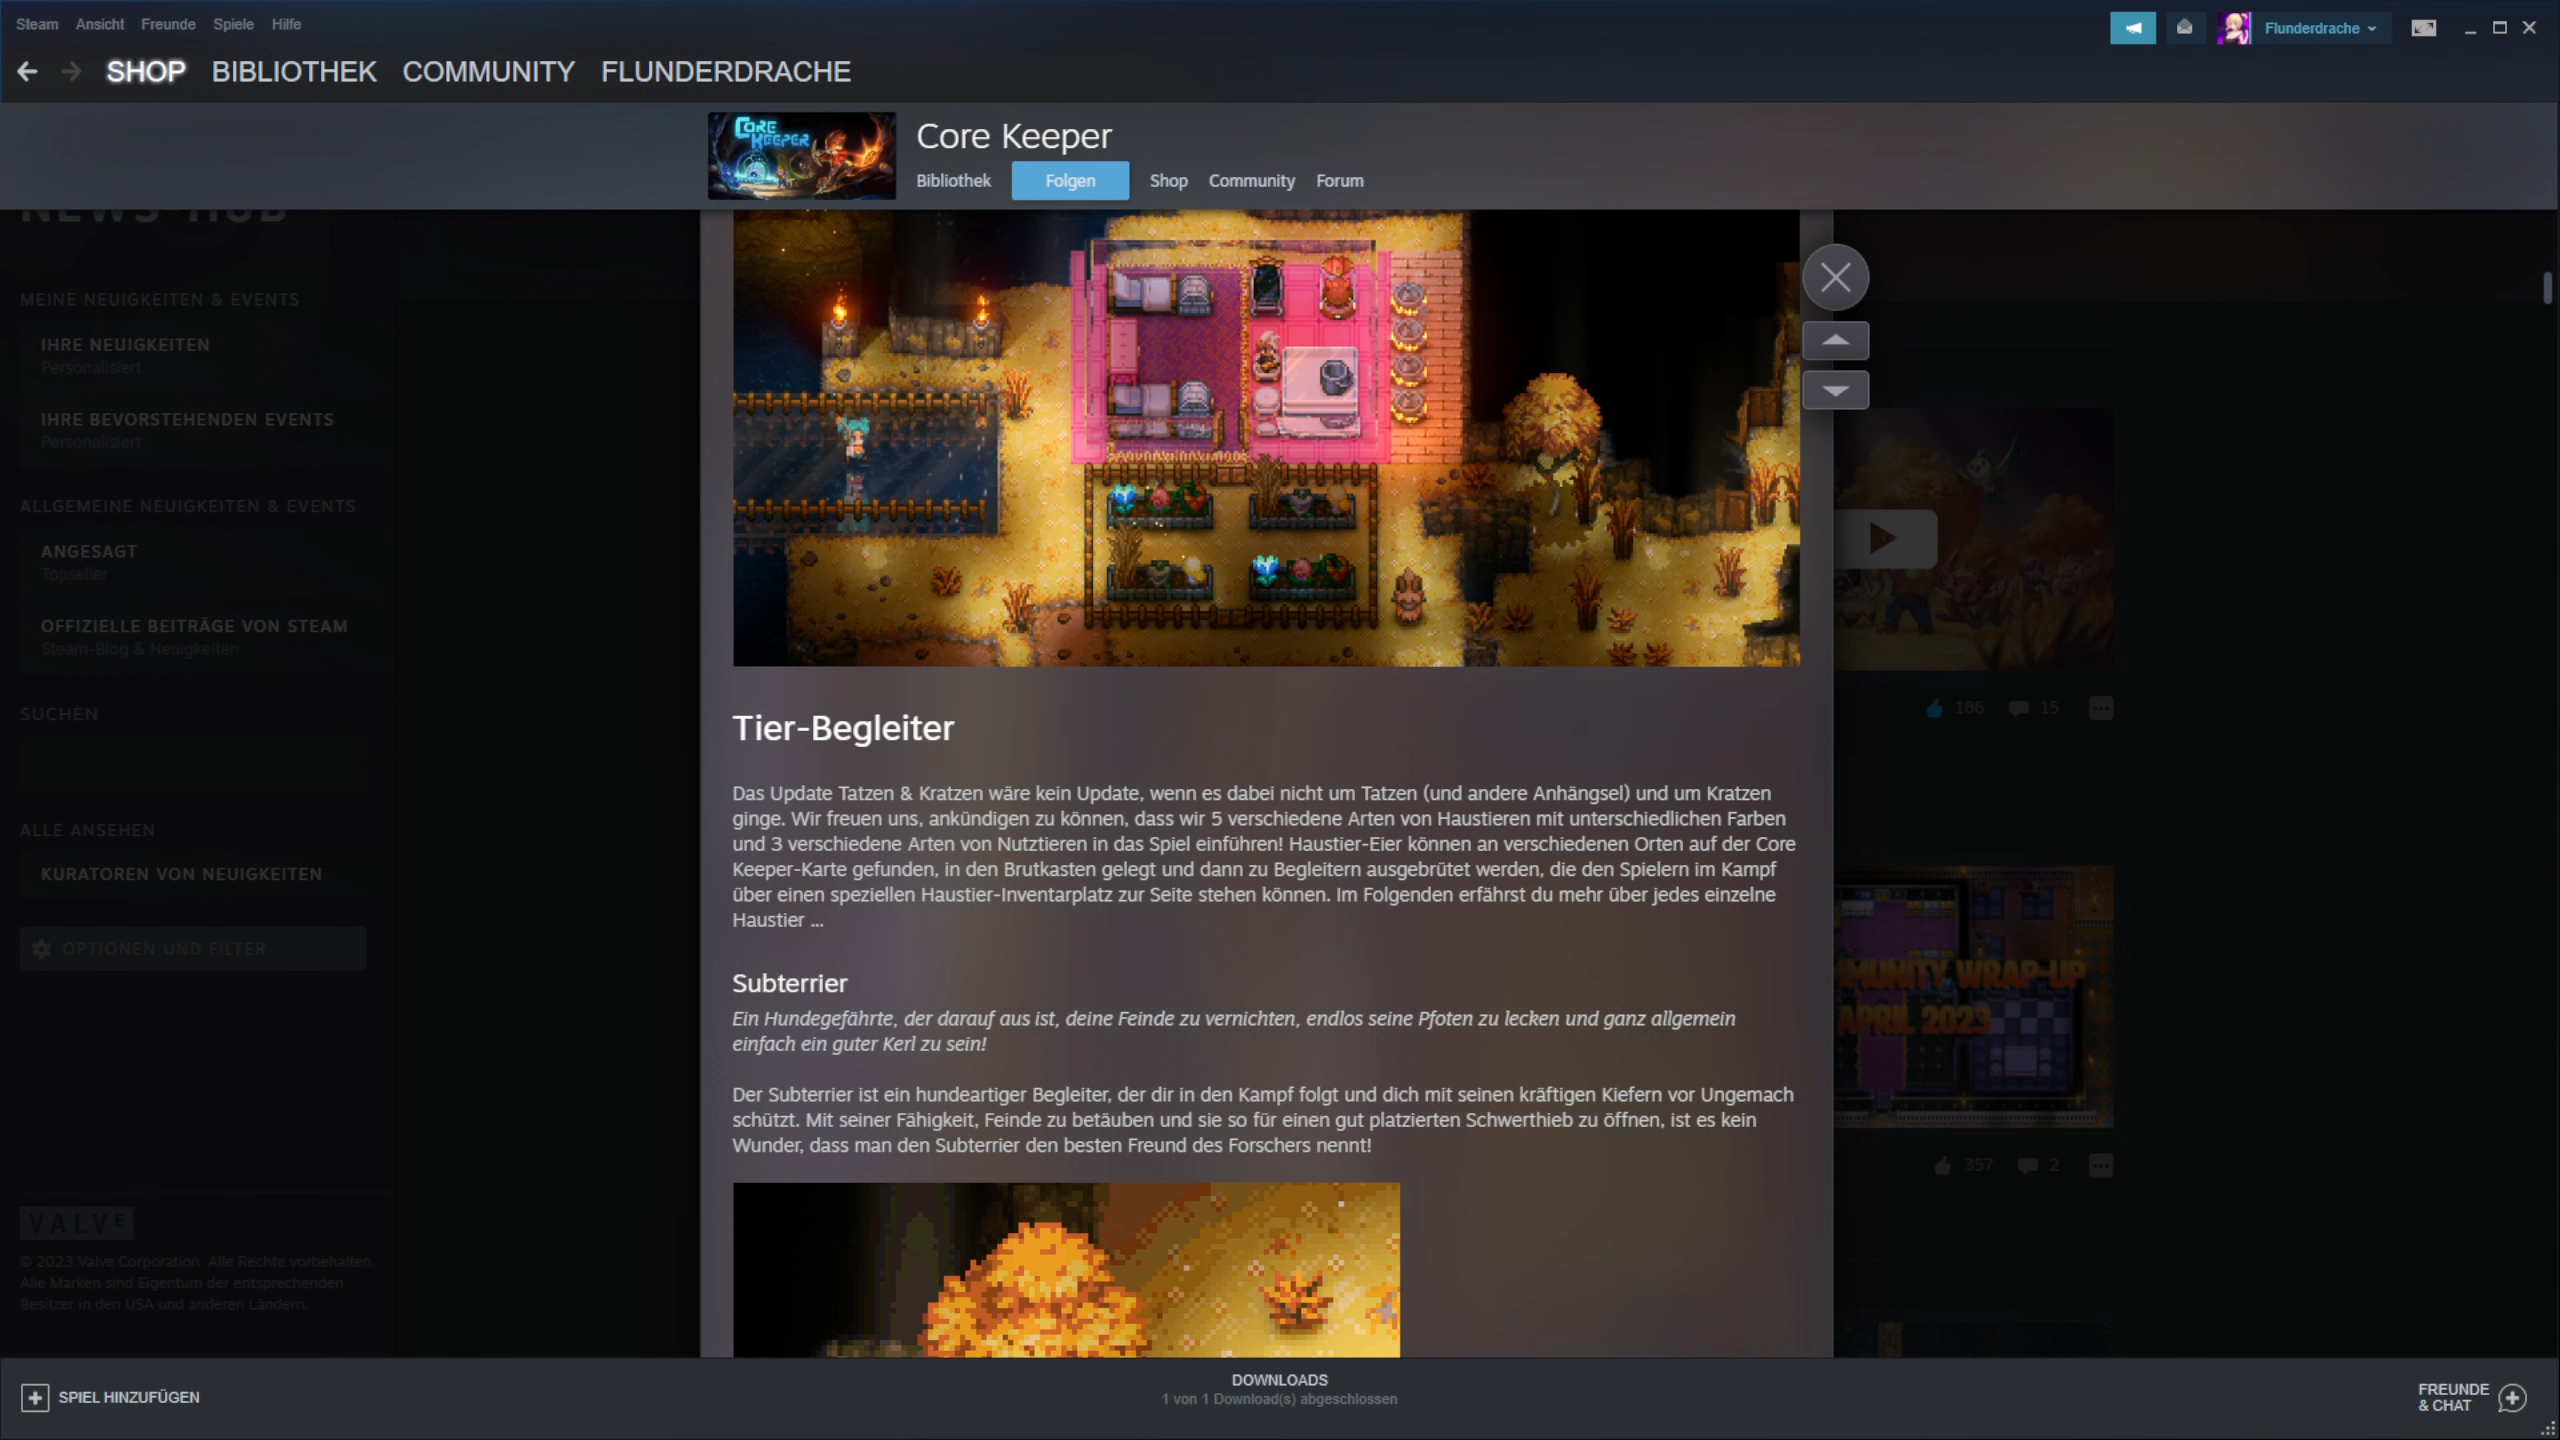 Steam Ansicht Freunde Spiele Hilfe
Flunderdrache
SHOP BIBLIOTHEK COMMUNITY FLUNDERDRACHE
CORE KEEPER
Core Keeper
Bibliothek Folgen Shop Community Forum
NEWS-HUB
MEINE NEUIGKEITEN & EVENTS
IHRE NEUIGKEITEN
Personalisiert
IHRE BEVORSTEHENDEN EVENTS
Personalisiert
ALLGEMEINE NEUIGKEITEN & EVENTS
ANGESAGT
Topseller
OFFIZIELLE BEITRÄGE VON STEAM
Steam-Blog & Neuigkeiten
SUCHEN
ALLE ANSEHEN
KURATOREN VON NEUIGKEITEN
OPTIONEN UND FILTER
VALVE
© 2023 Valve Corporation. Alle Rechte vorbehalten.
Alle Marken sind Eigentum der entsprechenden
Besitzer in den USA und anderen Ländern.
Tier-Begleiter
Das Update Tatzen & Kratzen wäre kein Update, wenn es dabei nicht um Tatzen (und andere Anhängsel) und um Kratzen
ginge. Wir freuen uns, ankündigen zu können, dass wir 5 verschiedene Arten von Haustieren mit unterschiedlichen Farben
und 3 verschiedene Arten von Nutztieren in das Spiel einführen! Haustier-Eier können an verschiedenen Orten auf der Core
Keeper-Karte gefunden, in den Brutkasten gelegt und dann zu Begleitern ausgebrütet werden, die den Spielern im Kampf
über einen speziellen Haustier-Inventarplatz zur Seite stehen können. Im Folgenden erfährst du mehr über jedes einzelne
Haustier ...
Subterrier
Ein Hundegefährte, der darauf aus ist, deine Feinde zu vernichten, endlos seine Pfoten zu lecken und ganz allgemein
einfach ein guter Kerl zu sein!
Der Subterrier ist ein hundeartiger Begleiter, der dir in den Kampf folgt und dich mit seinen kräftigen Kiefern vor Ungemach
schützt. Mit seiner Fähigkeit, Feinde zu betäuben und sie so für einen gut platzierten Schwerthieb zu öffnen, ist es kein
Wunder, dass man den Subterrier den besten Freund des Forschers nennt!
186 15
MMUNITY WRAP-UP
APRIL 2023
357 2
SPIEL HINZUFÜGEN
DOWNLOADS
1 von 1 Download(s) abgeschlossen
FREUNDE
& CHAT